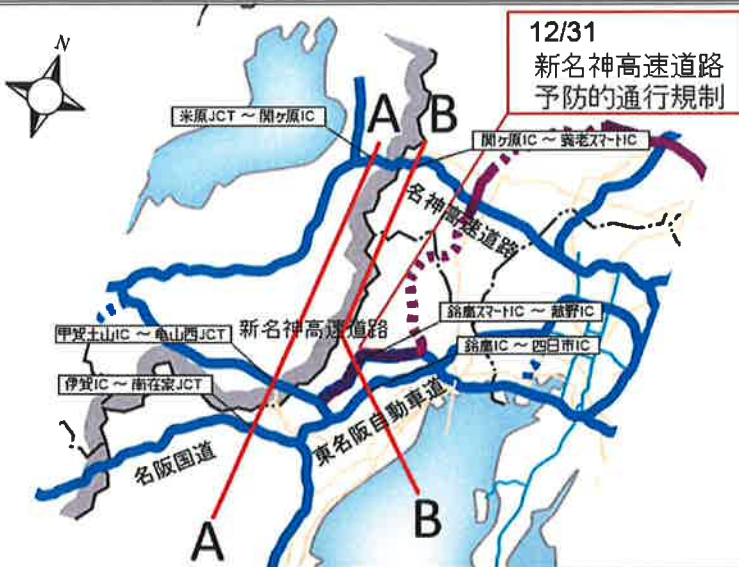 N
12/31
新名神高速道路
予防的通行規制
米原JCT ～ 関ヶ原IC
A
B
関ヶ原IC ～ 養老スマートIC
名神高速道路
新名神高速道路
鈴鹿スマートIC ～ 菰野IC
甲賀土山IC ～ 亀山西JCT
鈴鹿IC ～ 四日市IC
伊賀IC ～ 南在家JCT
東名阪自動車道
名阪国道
A
B